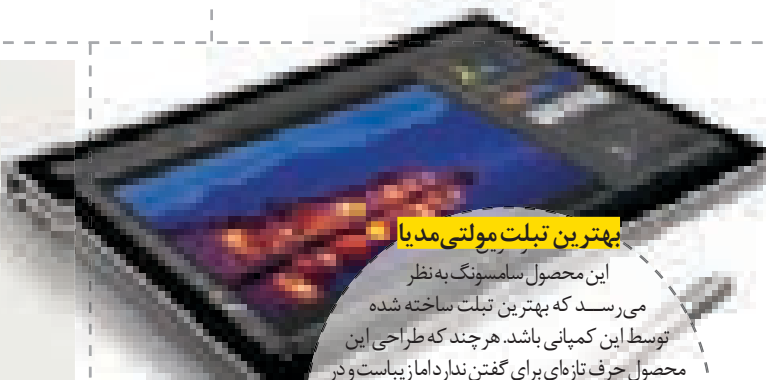 بهترین تبلت مولتی‌مدیا
این محصول سامسونگ به نظر
می‌رســد که بهترین تبلت ساخته شده
توسط این کمپانی باشد. هرچند که طراحی این
محصول حرف تازه‌ای برای گفتن ندارد اما زیباست و در